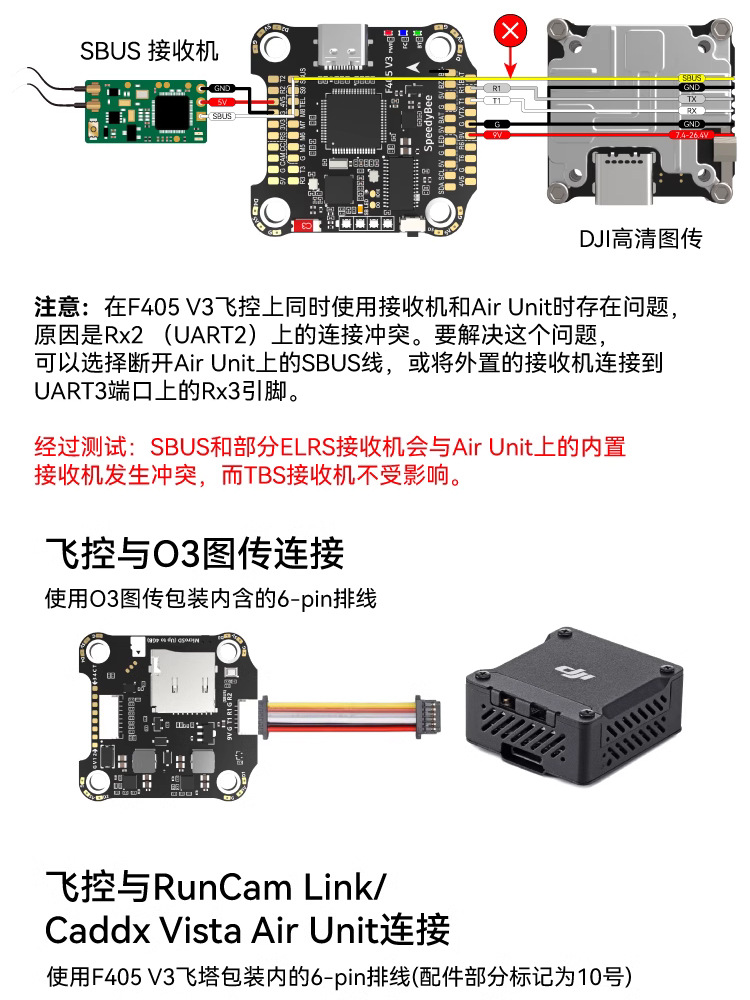 SBUS 接收机
GND
5V
SBUS
F405 V3
SpeedyBee
PWR
FC
BT
R1
T1
G
9V
SBUS
GND
TX
RX
GND
7.4-26.4V
DJI高清图传
注意：在F405 V3飞控上同时使用接收机和Air Unit时存在问题，
原因是Rx2 （UART2）上的连接冲突。要解决这个问题，
可以选择断开Air Unit上的SBUS线，或将外置的接收机连接到
UART3端口上的Rx3引脚。
经过测试：SBUS和部分ELRS接收机会与Air Unit上的内置
接收机发生冲突，而TBS接收机不受影响。
飞控与O3图传连接
使用O3图传包装内含的6-pin排线
MicroSD (Up to 4GB)
9V G T1 R1 G R2
dji
飞控与RunCam Link/
Caddx Vista Air Unit连接
使用F405 V3飞塔包装内的6-pin排线(配件部分标记为10号)